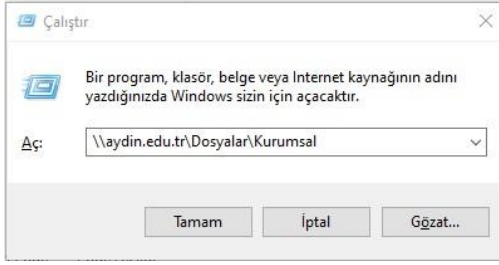 Çalıştır
Bir program, klasör, belge veya Internet kaynağının adını
yazdığınızda Windows sizin için açacaktır.
Aç: \\aydin.edu.tr\Dosyalar\Kurumsal
Tamam İptal Gözat...